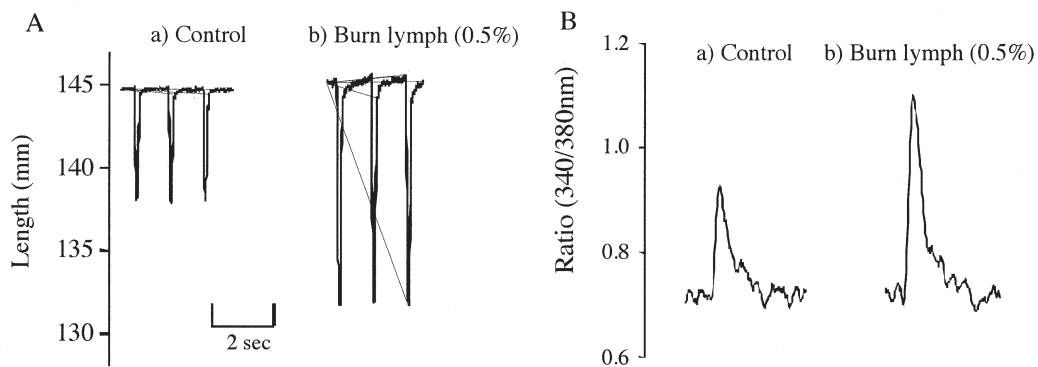 A
a) Control
b) Burn lymph (0.5%)
Length (mm)
145
140
135
130
2 sec
B
a) Control
b) Burn lymph (0.5%)
Ratio (340/380nm)
1.2
1.0
0.8
0.6